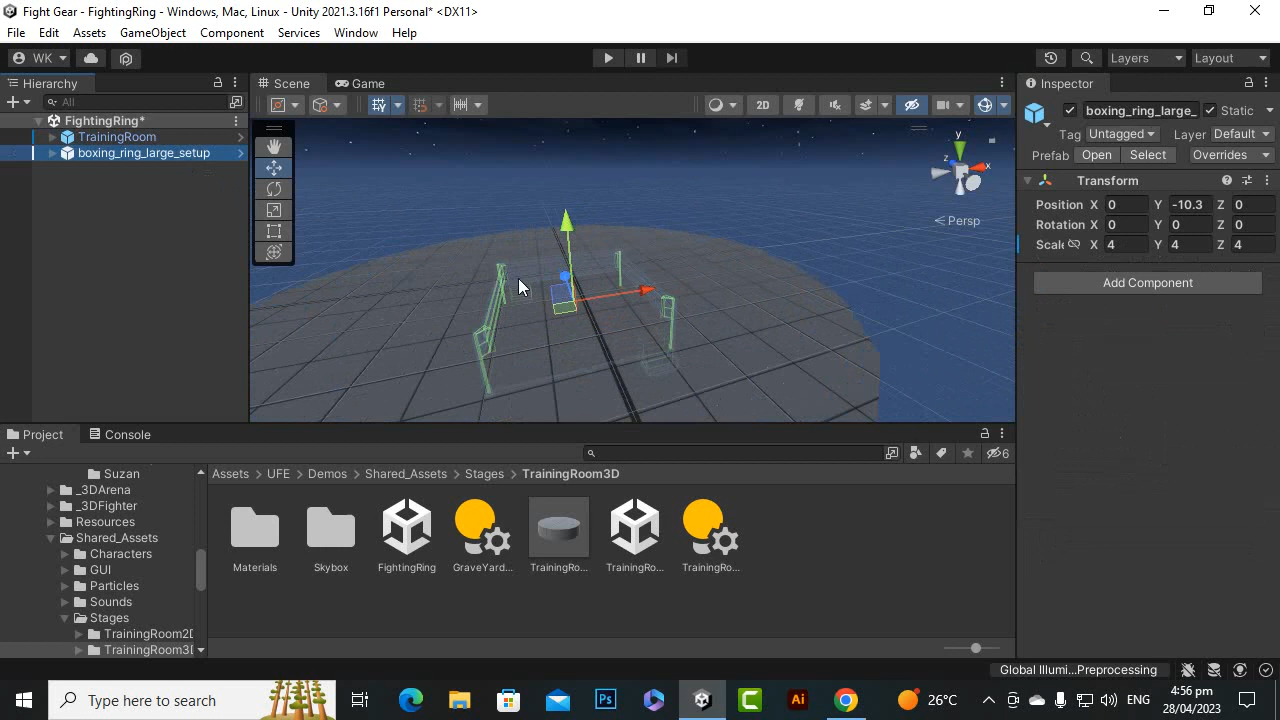 Fight Gear - FightingRing - Windows, Mac, Linux - Unity 2021.3.16f1 Personal* <DX11>
File Edit Assets GameObject Component Services Window Help
WK
Layers Layout
Hierarchy
Scene Game
Inspector
All
2D
FightingRing*
TrainingRoom
boxing_ring_large_setup
boxing_ring_large_ Static
Tag Untagged Layer Default
Prefab Open Select Overrides
Transform
Position X 0 Y -10.3 Z 0
Rotation X 0 Y 0 Z 0
Scale X 4 Y 4 Z 4
Add Component
y
x
z
Persp
Project Console
6
Assets > UFE > Demos > Shared_Assets > Stages > TrainingRoom3D
Suzan
_3DArena
_3DFighter
Resources
Shared_Assets
Characters
GUI
Particles
Sounds
Stages
TrainingRoom2D
TrainingRoom3D
Materials Skybox FightingRing GraveYard... TrainingRo... TrainingRo... TrainingRo...
Global Illumi...Preprocessing
Type here to search
Ps
Ai
26°C
ENG
4:56 pm
28/04/2023